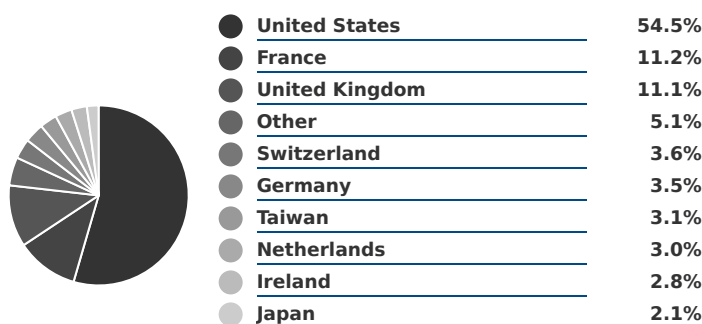 United States 54.5%
France 11.2%
United Kingdom 11.1%
Other 5.1%
Switzerland 3.6%
Germany 3.5%
Taiwan 3.1%
Netherlands 3.0%
Ireland 2.8%
Japan 2.1%